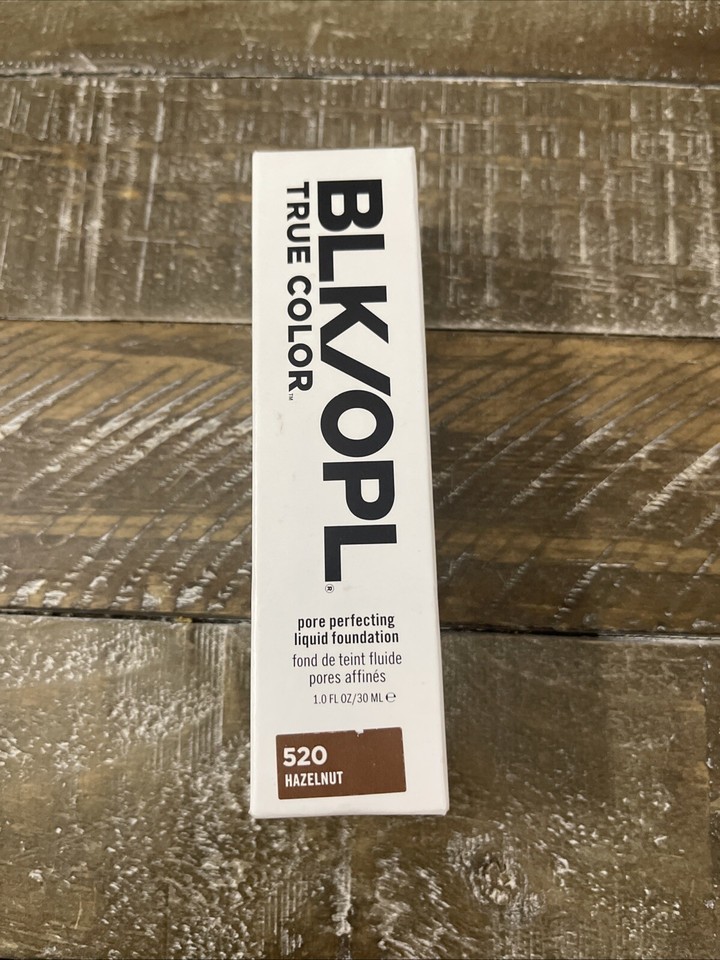 BLK/OPL®
TRUE COLOR™
pore perfecting
liquid foundation
fond de teint fluide
pores affinés
1.0 FL OZ/30 ML ℮
520
HAZELNUT